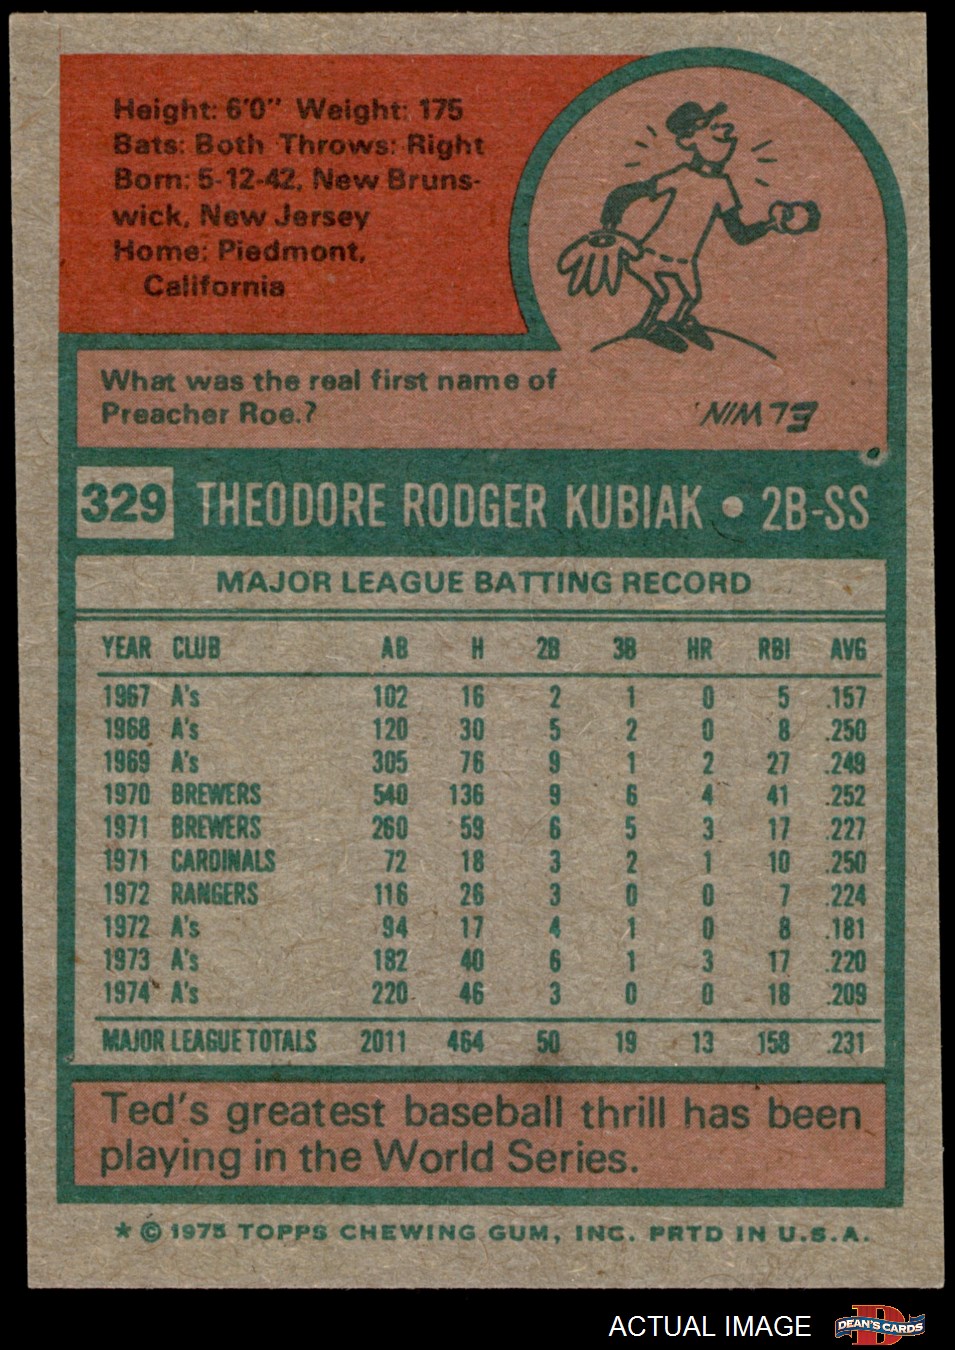 Height: 6'0" Weight: 175
Bats: Both Throws: Right
Born: 5-12-42, New Bruns-
wick, New Jersey
Home: Piedmont,
California
What was the real first name of
Preacher Roe.?
ELWIN
329 THEODORE RODGER KUBIAK • 2B-SS
MAJOR LEAGUE BATTING RECORD
YEAR CLUB AB H 2B 3B HR RBI AVG
1967 A's 102 16 2 1 0 5 .157
1968 A's 120 30 5 2 0 8 .250
1969 A's 305 76 9 1 2 27 .249
1970 BREWERS 540 136 9 6 4 41 .252
1971 BREWERS 260 59 6 5 3 17 .227
1971 CARDINALS 72 18 3 2 1 10 .250
1972 RANGERS 116 26 3 0 0 7 .224
1972 A's 94 17 4 1 0 8 .181
1973 A's 182 40 6 1 3 17 .220
1974 A's 220 46 3 0 0 18 .209
MAJOR LEAGUE TOTALS 2011 464 50 19 13 158 .231
Ted's greatest baseball thrill has been
playing in the World Series.
* © 1975 TOPPS CHEWING GUM, INC. PRTD IN U.S.A.
ACTUAL IMAGE D DEAN'S CARDS